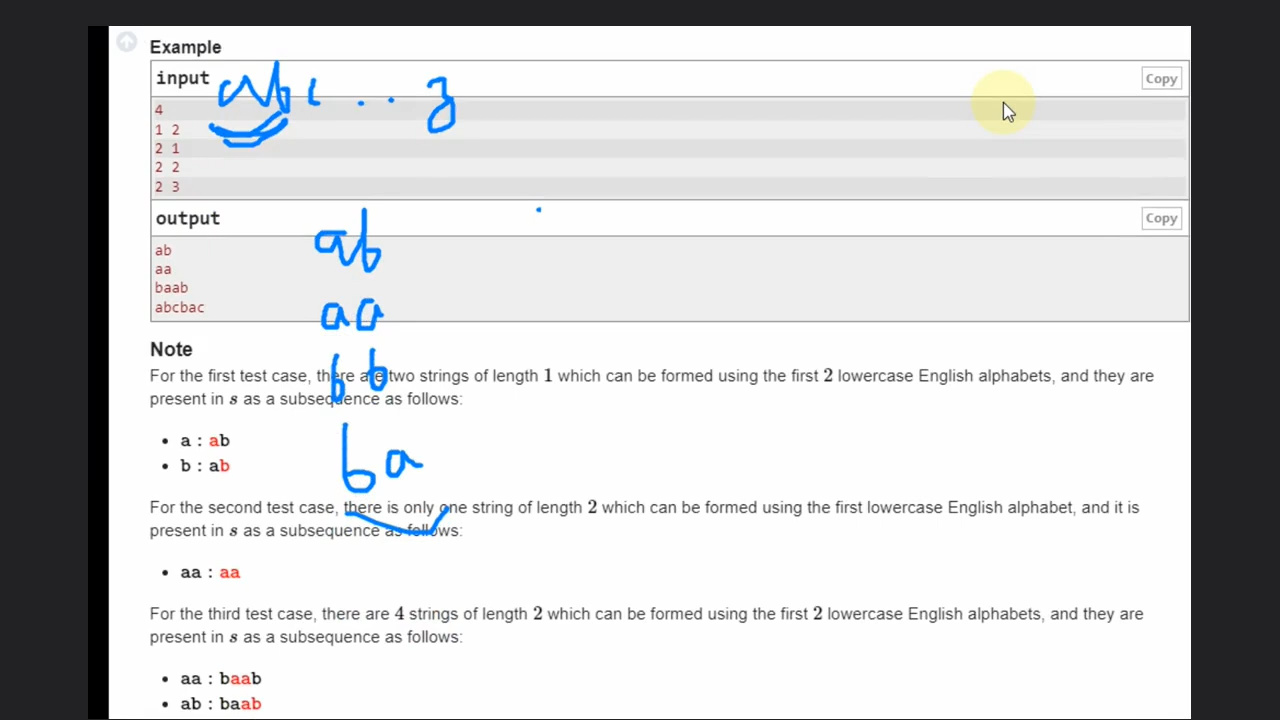 Example
input
Copy
abc . . z
4
1 2
2 1
2 2
2 3
output
Copy
ab
aa
baab
abcbac
ab
aa
bb
ba
Note
For the first test case, there are two strings of length 1 which can be formed using the first 2 lowercase English alphabets, and they are
present in s as a subsequence as follows:
• a : ab
• b : ab
For the second test case, there is only one string of length 2 which can be formed using the first lowercase English alphabet, and it is
present in s as a subsequence as follows:
• aa : aa
For the third test case, there are 4 strings of length 2 which can be formed using the first 2 lowercase English alphabets, and they are
present in s as a subsequence as follows:
• aa : baab
• ab : baab